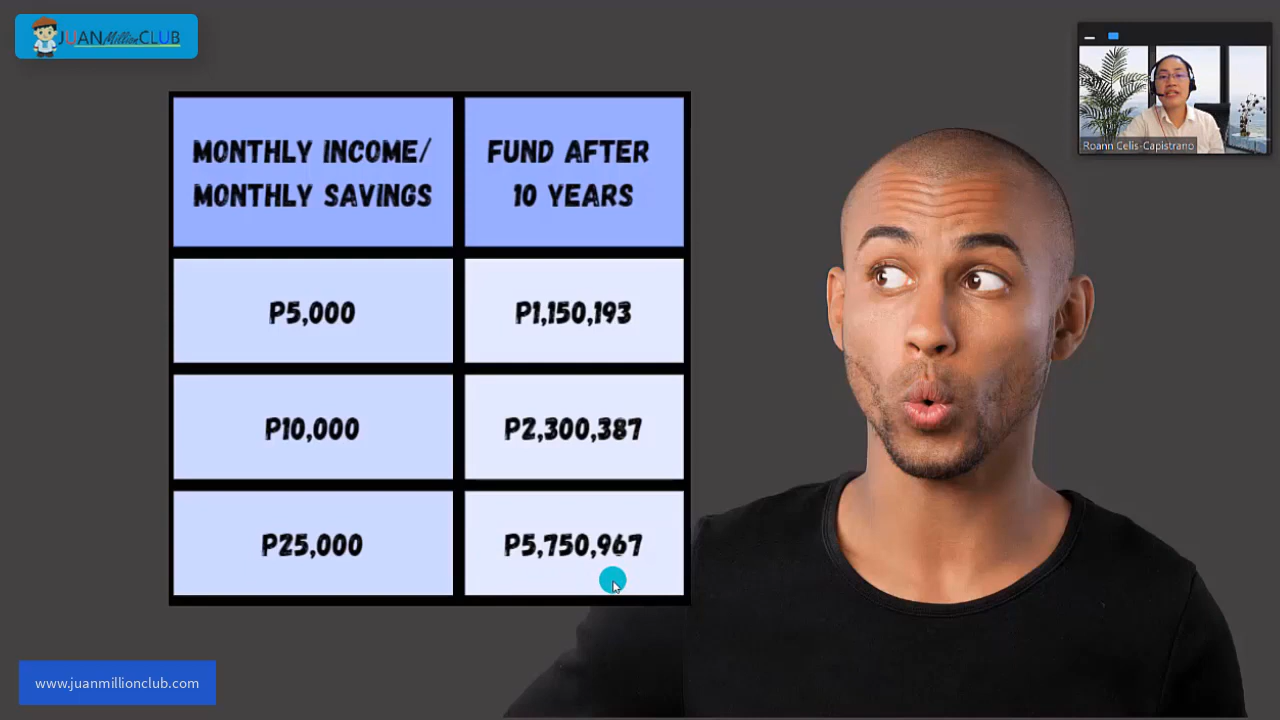 JUANMillionCLUB
Roann Celis-Capistrano
MONTHLY INCOME/
MONTHLY SAVINGS
FUND AFTER
10 YEARS
P5,000
P1,150,193
P10,000
P2,300,387
P25,000
P5,750,967
www.juanmillionclub.com